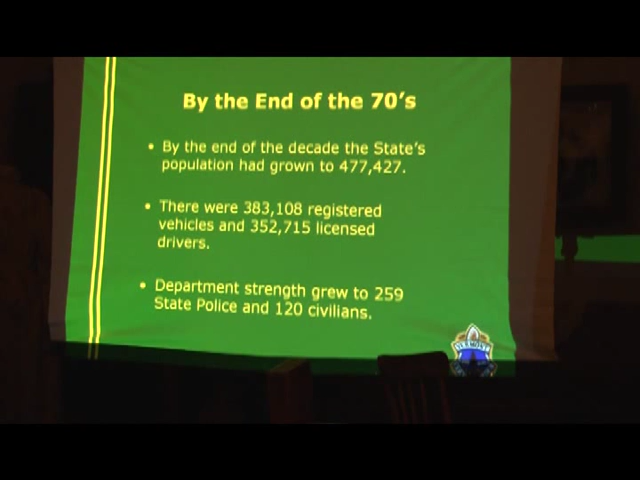 By the End of the 70's
• By the end of the decade the State's
population had grown to 477,427.
• There were 383,108 registered
vehicles and 352,715 licensed
drivers.
• Department strength grew to 259
State Police and 120 civilians.
VERMONT